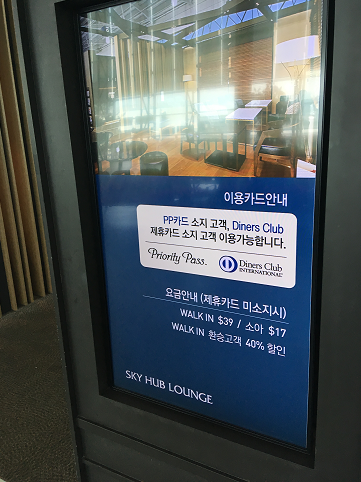 이용카드안내
PP카드 소지 고객, Diners Club
제휴카드 소지 고객 이용가능합니다.
Priority Pass.
Diners Club
INTERNATIONAL
요금안내 (제휴카드 미소지시)
WALK IN $39 / 소아 $17
WALK IN 환승고객 40% 할인
SKY HUB LOUNGE